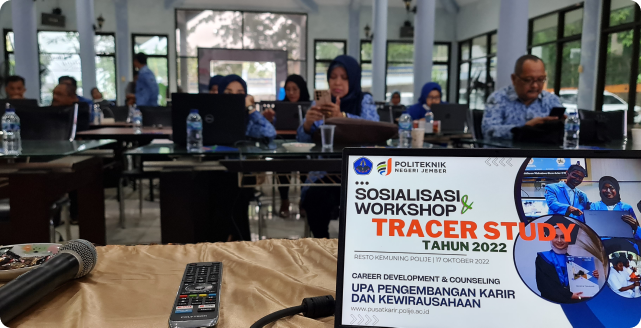 POLITEKNIK
NEGERI JEMBER
SOSIALISASI
WORKSHOP &
TRACER STUDY
TAHUN 2022
RESTO KEMUNING POLIJE | 17 OKTOBER 2022
CAREER DEVELOPMENT & COUNSELING
UPA PENGEMBANGAN KARIR
DAN KEWIRAUSAHAAN
www.pusatkarir.polije.ac.id